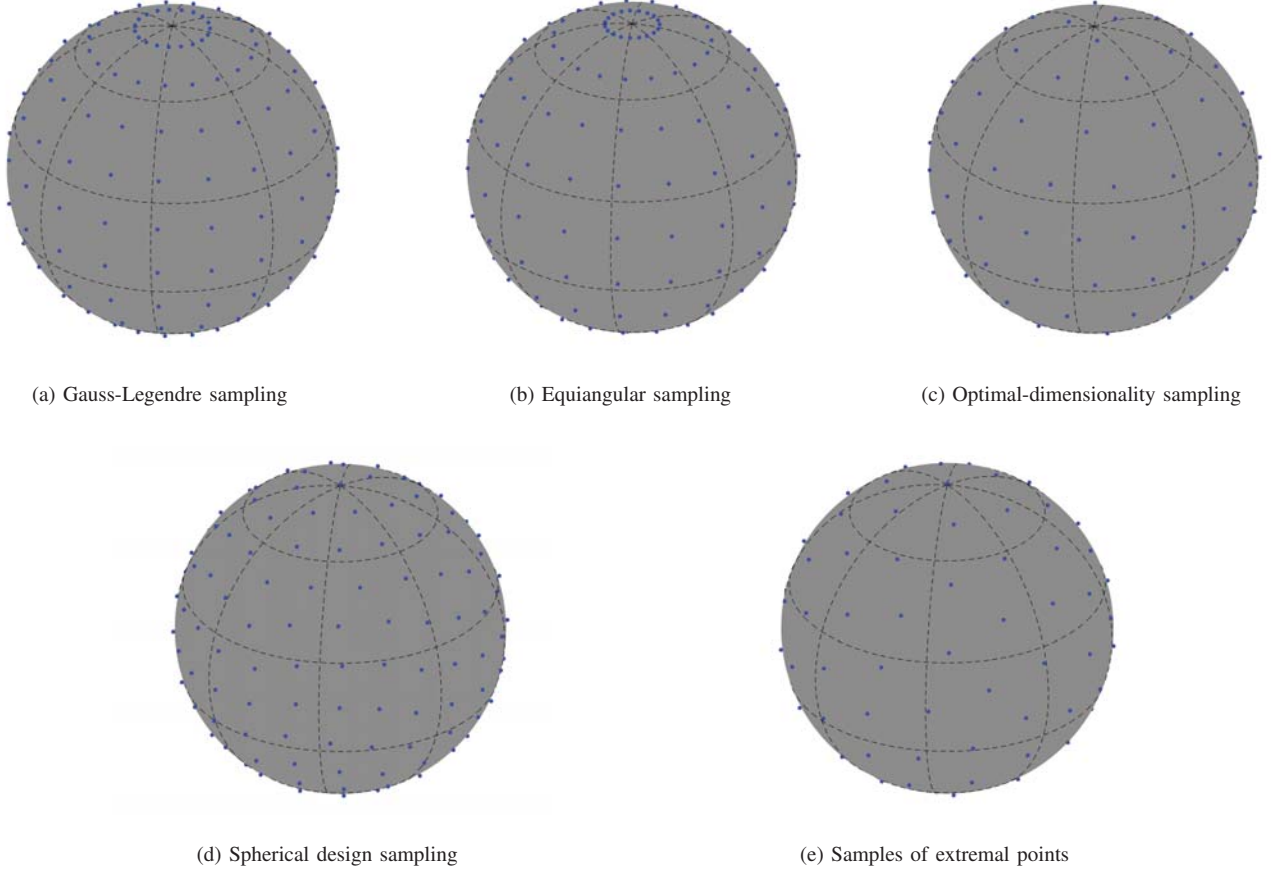 (a) Gauss-Legendre sampling
(b) Equiangular sampling
(c) Optimal-dimensionality sampling
(d) Spherical design sampling
(e) Samples of extremal points